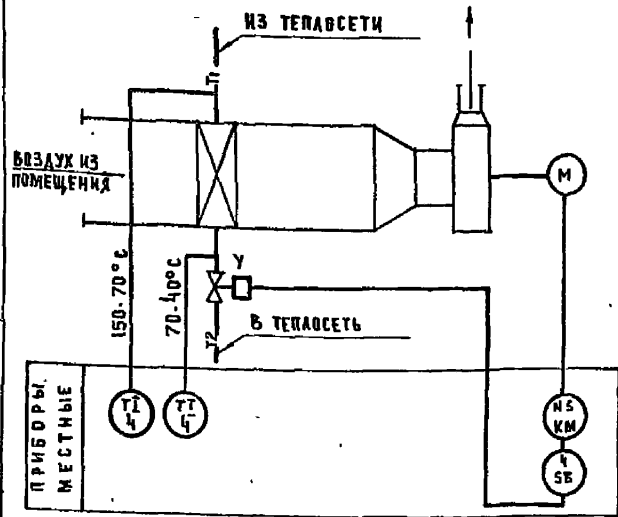 ИЗ ТЕПЛОСЕТИ
Т1
ВОЗДУХ ИЗ
ПОМЕЩЕНИЯ
М
150-70°С
70-40°С
У
Т2
В ТЕПЛОСЕТЬ
ПРИБОРЫ
МЕСТНЫЕ
TI
4
TI
4
NS
KM
4
SB